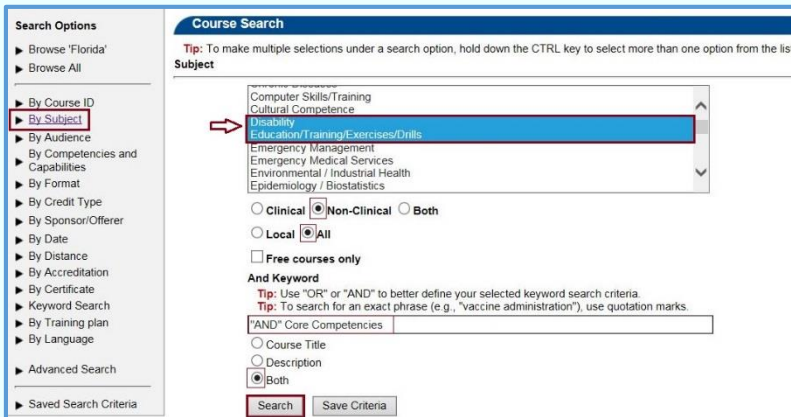 Search Options
▶ Browse 'Florida'
▶ Browse All
▶ By Course ID
▶ By Subject
▶ By Audience
▶ By Competencies and
Capabilities
▶ By Format
▶ By Credit Type
▶ By Sponsor/Offerer
▶ By Date
▶ By Distance
▶ By Accreditation
▶ By Certificate
▶ Keyword Search
▶ By Training plan
▶ By Language
▶ Advanced Search
▶ Saved Search Criteria
Course Search
Tip: To make multiple selections under a search option, hold down the CTRL key to select more than one option from the lis
Subject
Computer Skills/Training
Cultural Competence
Disability
Education/Training/Exercises/Drills
Emergency Management
Emergency Medical Services
Environmental / Industrial Health
Epidemiology / Biostatistics
Clinical Non-Clinical Both
Local All
Free courses only
And Keyword
Tip: Use "OR" or "AND" to better define your selected keyword search criteria.
Tip: To search for an exact phrase (e.g., "vaccine administration"), use quotation marks.
"AND" Core Competencies
Course Title
Description
Both
Search Save Criteria